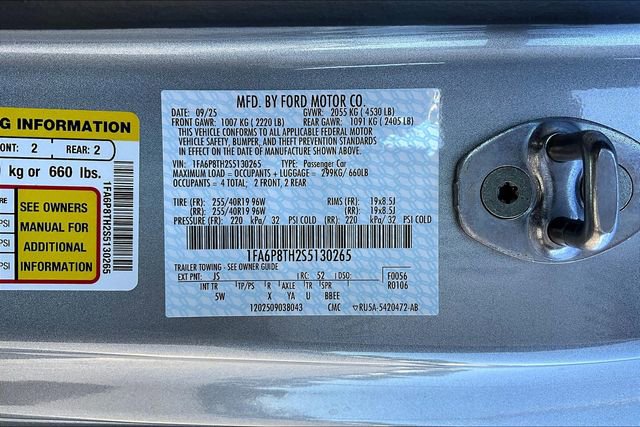 G INFORMATION
ONT: 2 REAR: 2
kg or 660 lbs.
RE
SEE OWNERS
MANUAL FOR
ADDITIONAL
INFORMATION
PSI
PSI
PSI
1FA6P8TH2S5130265
MFD. BY FORD MOTOR CO.
DATE: 09/25 GVWR: 2055 KG ( 4530 LB)
FRONT GAWR: 1007 KG ( 2220 LB) REAR GAWR: 1091 KG ( 2405 LB)
THIS VEHICLE CONFORMS TO ALL APPLICABLE FEDERAL MOTOR
VEHICLE SAFETY, BUMPER, AND THEFT PREVENTION STANDARDS
IN EFFECT ON THE DATE OF MANUFACTURE SHOWN ABOVE.
VIN: 1FA6P8TH2S5130265 TYPE: Passenger Car
MAXIMUM = OCCUPANTS + LUGGAGE = 299KG / 660LB
OCCUPANTS = 4 TOTAL; 2 FRONT, 2 REAR
TIRE (FR): 255/40R19 96W RIMS (FR): 19x8.5J
(RR): 255/40R19 96W (RR): 19x8.5J
PRESSURE (FR): 220 kPa/ 32 PSI COLD (RR): 220 kPa/ 32 PSI COLD
1FA6P8TH2S5130265
TRAILER TOWING - SEE OWNER GUIDE
EXT PNT: JS RC: 52 DSO: F0056
INT TR TP/PS R AXLE TR SPR R0106
5W X YA U BBEE
1202509038043 CMC ▽RU5A-5420472-AB